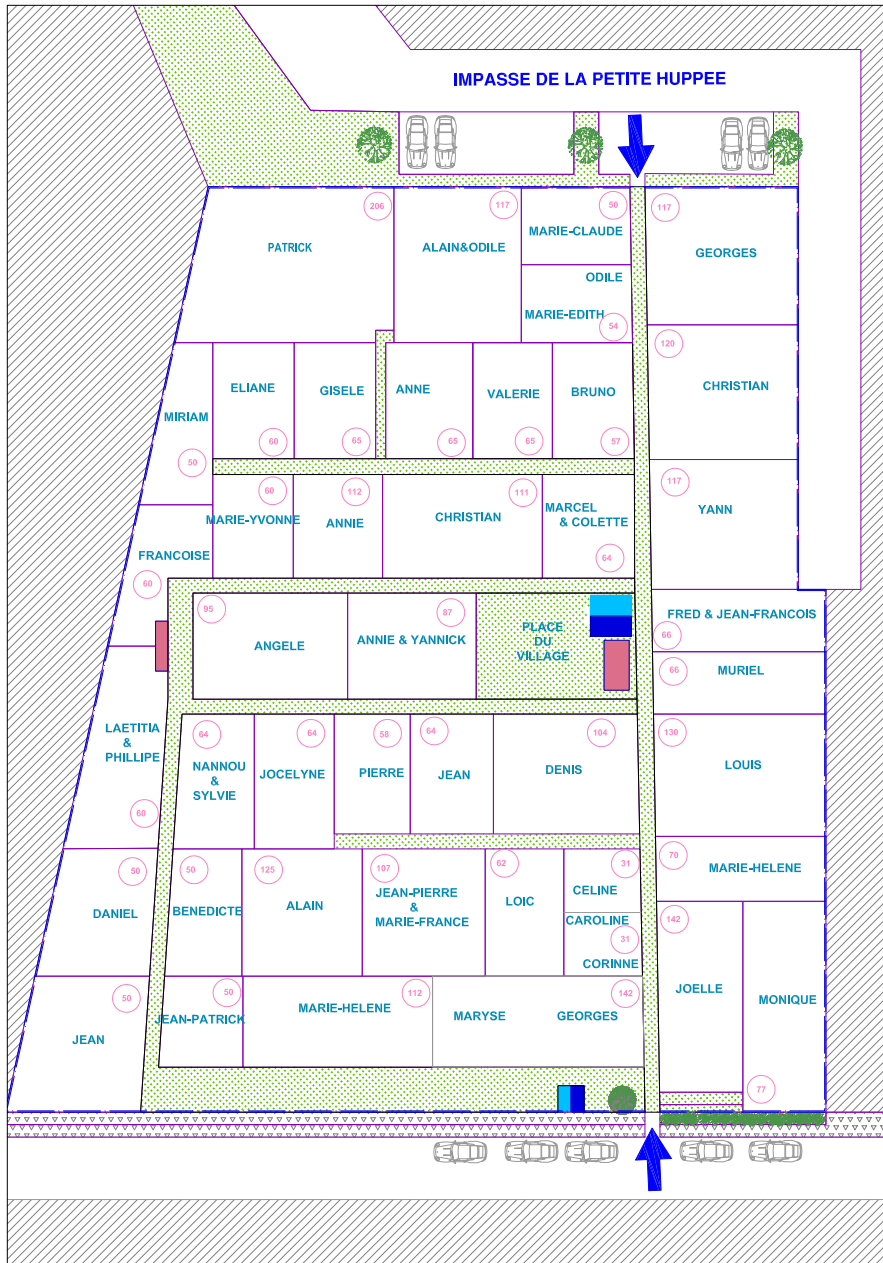 IMPASSE DE LA PETITE HUPPEE
206
117
50
117
PATRICK
ALAIN&ODILE
MARIE-CLAUDE
GEORGES
ODILE
MARIE-EDITH
54
120
MIRIAM
50
ELIANE
60
GISELE
65
ANNE
65
VALERIE
65
BRUNO
57
CHRISTIAN
60
MARIE-YVONNE
112
ANNIE
111
CHRISTIAN
MARCEL
& COLETTE
64
117
YANN
FRANCOISE
60
95
ANGELE
87
ANNIE & YANNICK
PLACE
DU
VILLAGE
FRED & JEAN-FRANCOIS
66
66
MURIEL
LAETITIA
&
PHILLIPE
60
64
NANNOU
&
SYLVIE
64
JOCELYNE
58
PIERRE
64
JEAN
104
DENIS
130
LOUIS
70
MARIE-HELENE
50
DANIEL
50
BENEDICTE
125
ALAIN
107
JEAN-PIERRE
&
MARIE-FRANCE
62
LOIC
31
CELINE
CAROLINE
31
CORINNE
142
JOELLE
MONIQUE
77
50
JEAN
50
JEAN-PATRICK
112
MARIE-HELENE
142
MARYSE
GEORGES